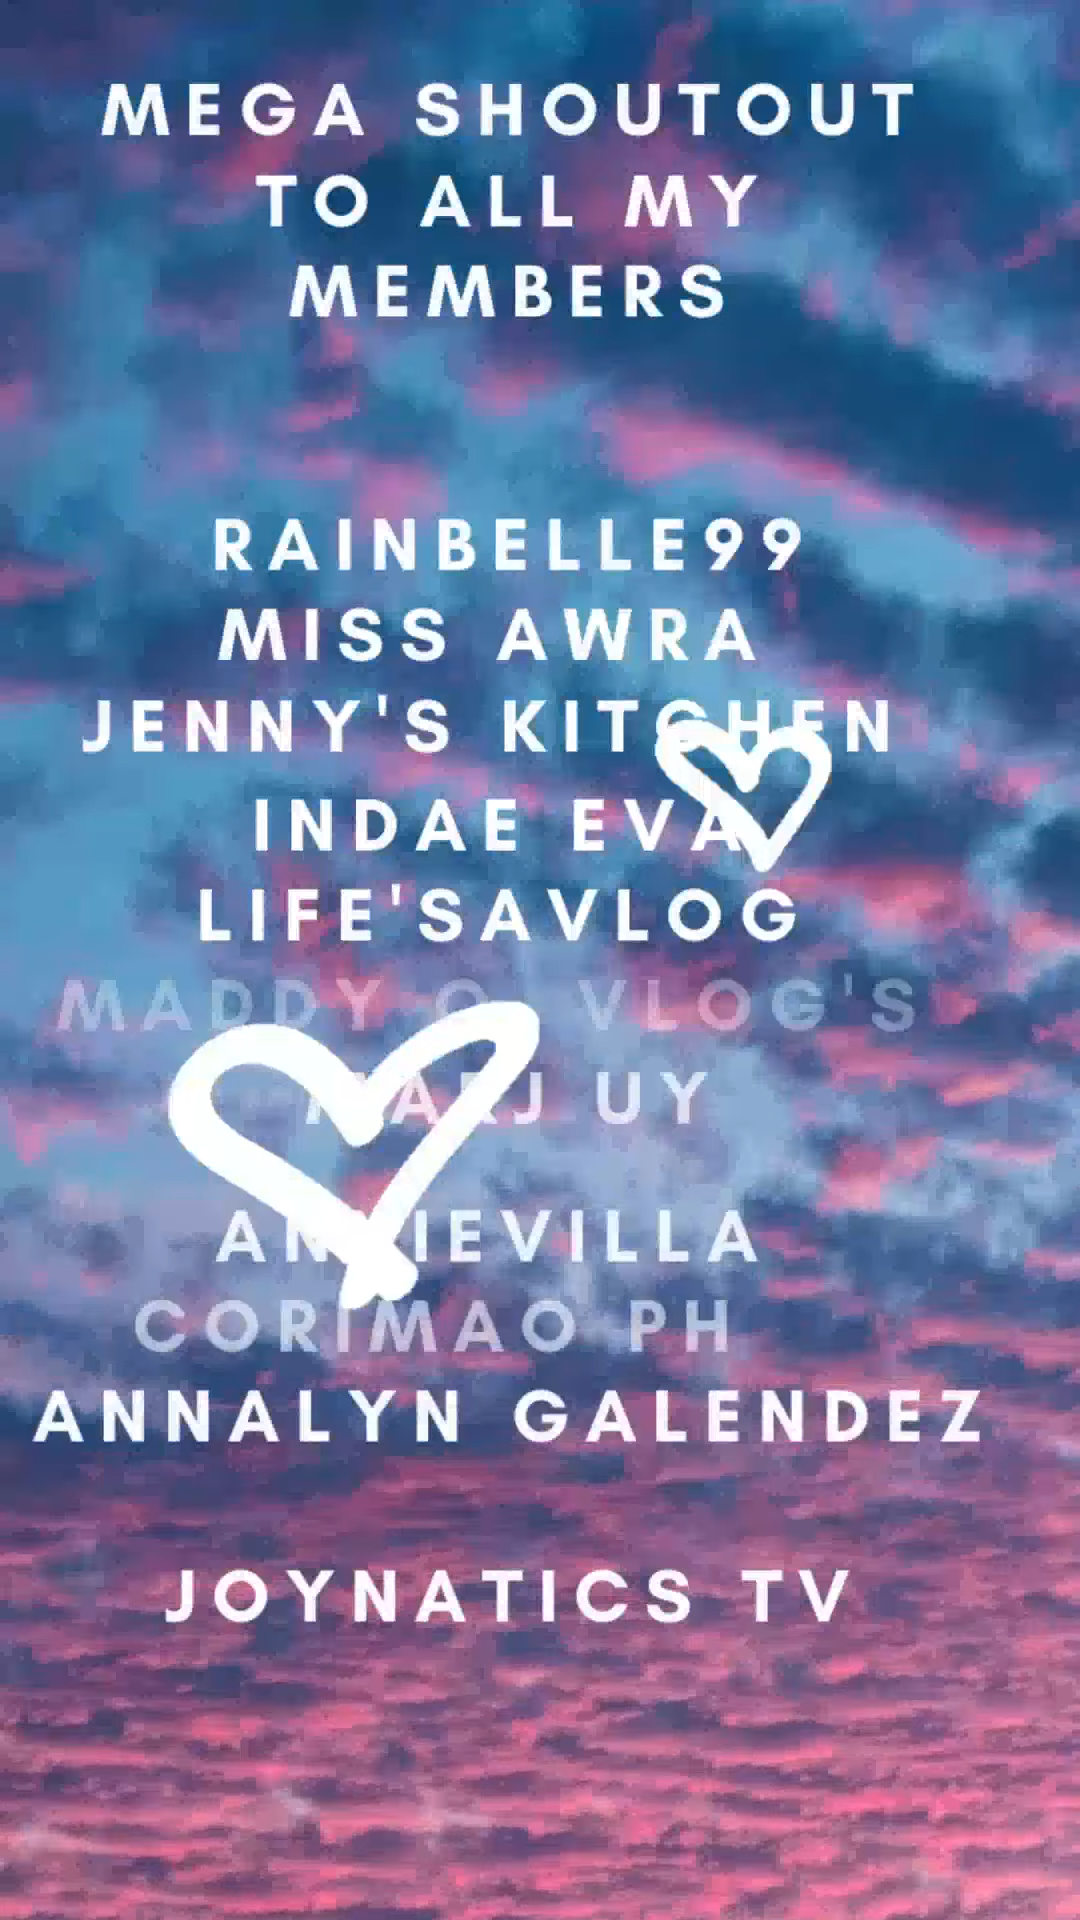 MEGA SHOUTOUT
TO ALL MY
MEMBERS
RAINBELLE99
MISS AWRA
JENNY'S KITCHEN
INDAE EVA
LIFE'SAVLOG
MADDY VLOG'S
UY
CORIMAO PH
ANNALYN GALENDEZ
JOYNATICS TV